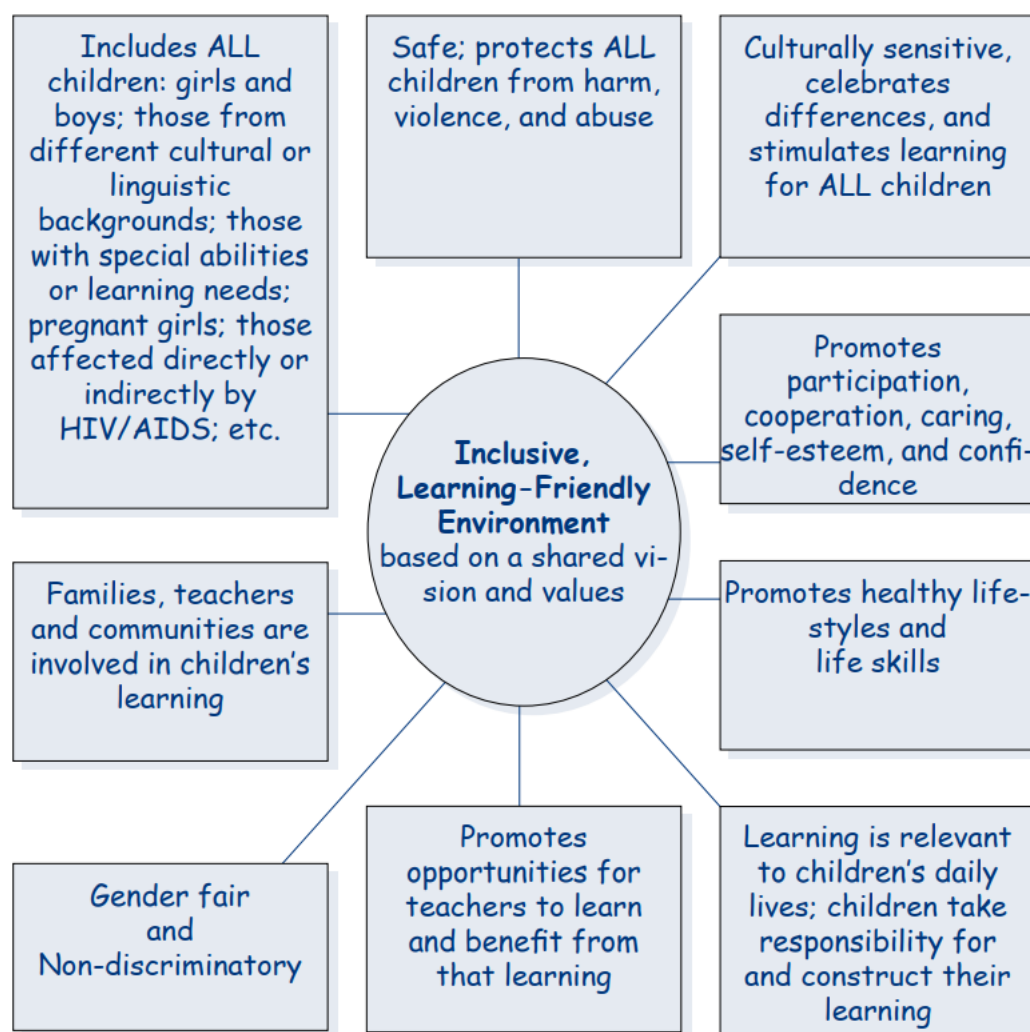 Includes ALL
children: girls and
boys; those from
different cultural or
linguistic
backgrounds; those
with special abilities
or learning needs;
pregnant girls; those
affected directly or
indirectly by
HIV/AIDS; etc.
Safe; protects ALL
children from harm,
violence, and abuse
Culturally sensitive,
celebrates
differences, and
stimulates learning
for ALL children
Promotes
participation,
cooperation, caring,
self-esteem, and confi-
dence
Inclusive,
Learning-Friendly
Environment
based on a shared vi-
sion and values
Families, teachers
and communities are
involved in children's
learning
Promotes healthy life-
styles and
life skills
Gender fair
and
Non-discriminatory
Promotes
opportunities for
teachers to learn
and benefit from
that learning
Learning is relevant
to children's daily
lives; children take
responsibility for
and construct their
learning